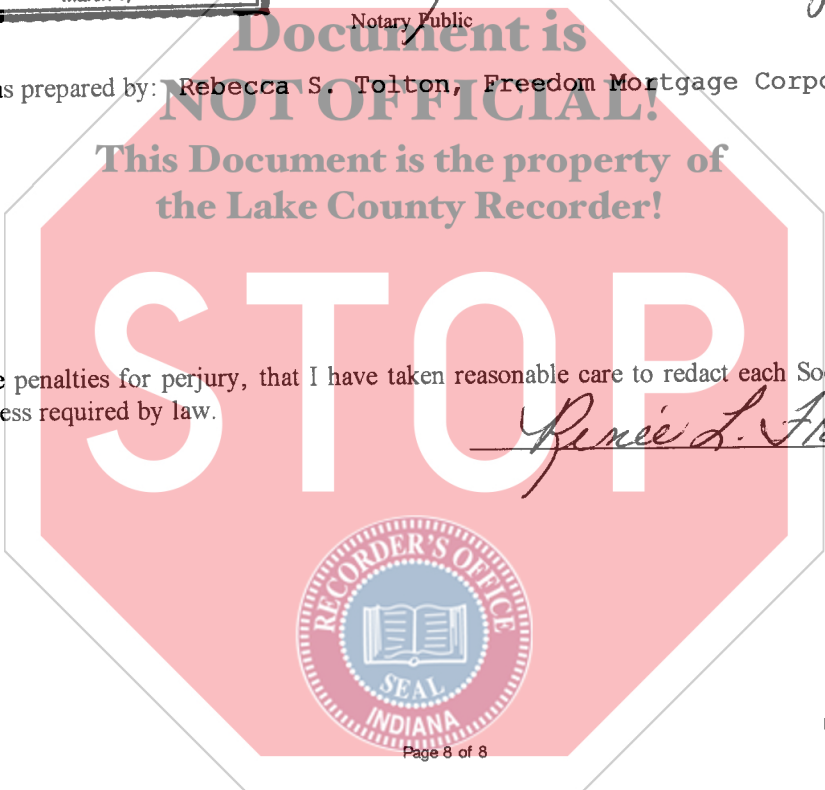 Notary Public
Document is
s prepared by: Rebecca S. Tolton, Freedom Mortgage Corpo
NOT OFFICIAL!
This Document is the property of
the Lake County Recorder!
STOP
penalties for perjury, that I have taken reasonable care to redact each So
ess required by law.
Renée L.
RECORDER'S OFFICE
SEAL
INDIANA
Page 8 of 8